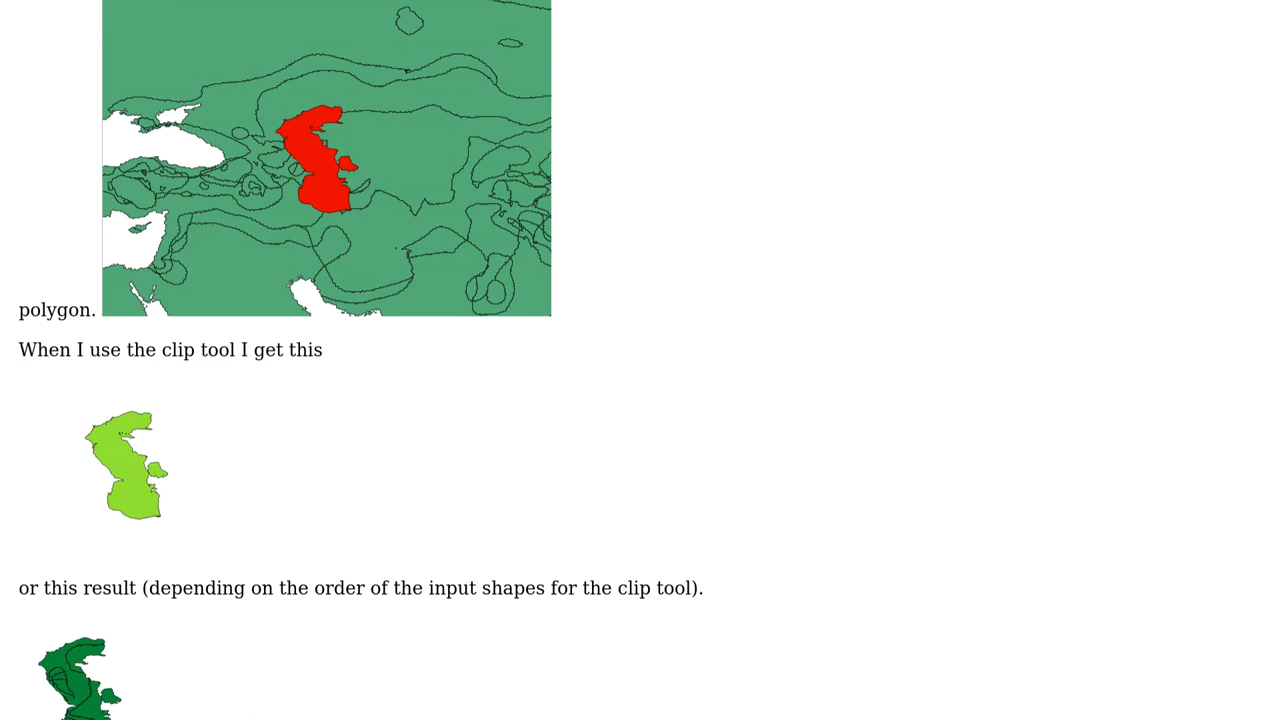 polygon.
When I use the clip tool I get this
or this result (depending on the order of the input shapes for the clip tool).